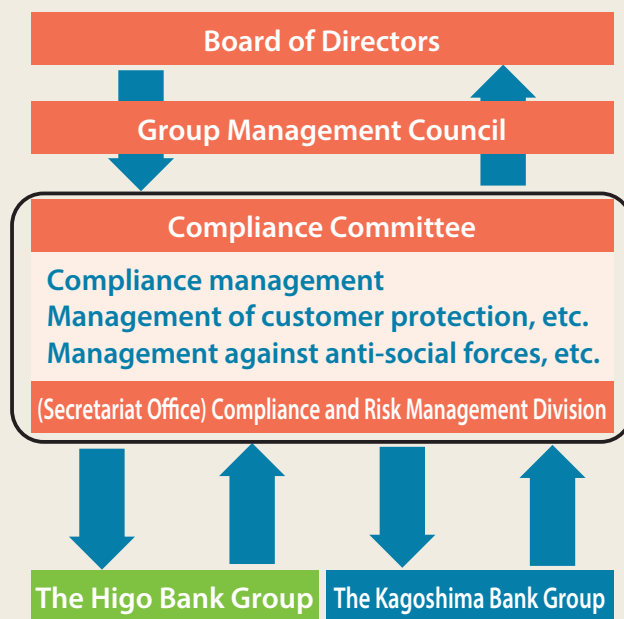 Board of Directors
Group Management Council
Compliance Committee
Compliance management
Management of customer protection, etc.
Management against anti-social forces, etc.
(Secretariat Office) Compliance and Risk Management Division
The Higo Bank Group
The Kagoshima Bank Group